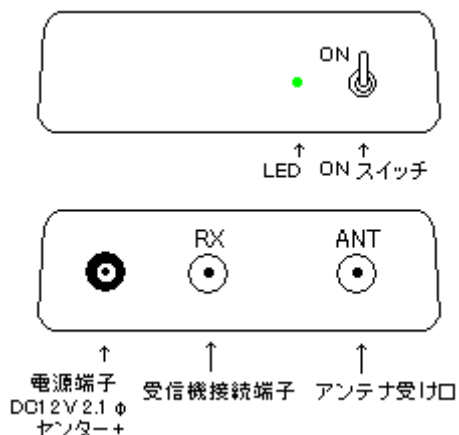 ON
↑ ↑
LED ON スイッチ
RX ANT
↑ ↑ ↑
電源端子 受信機接続端子 アンテナ受け口
DC12V 2.1 φ
センター+